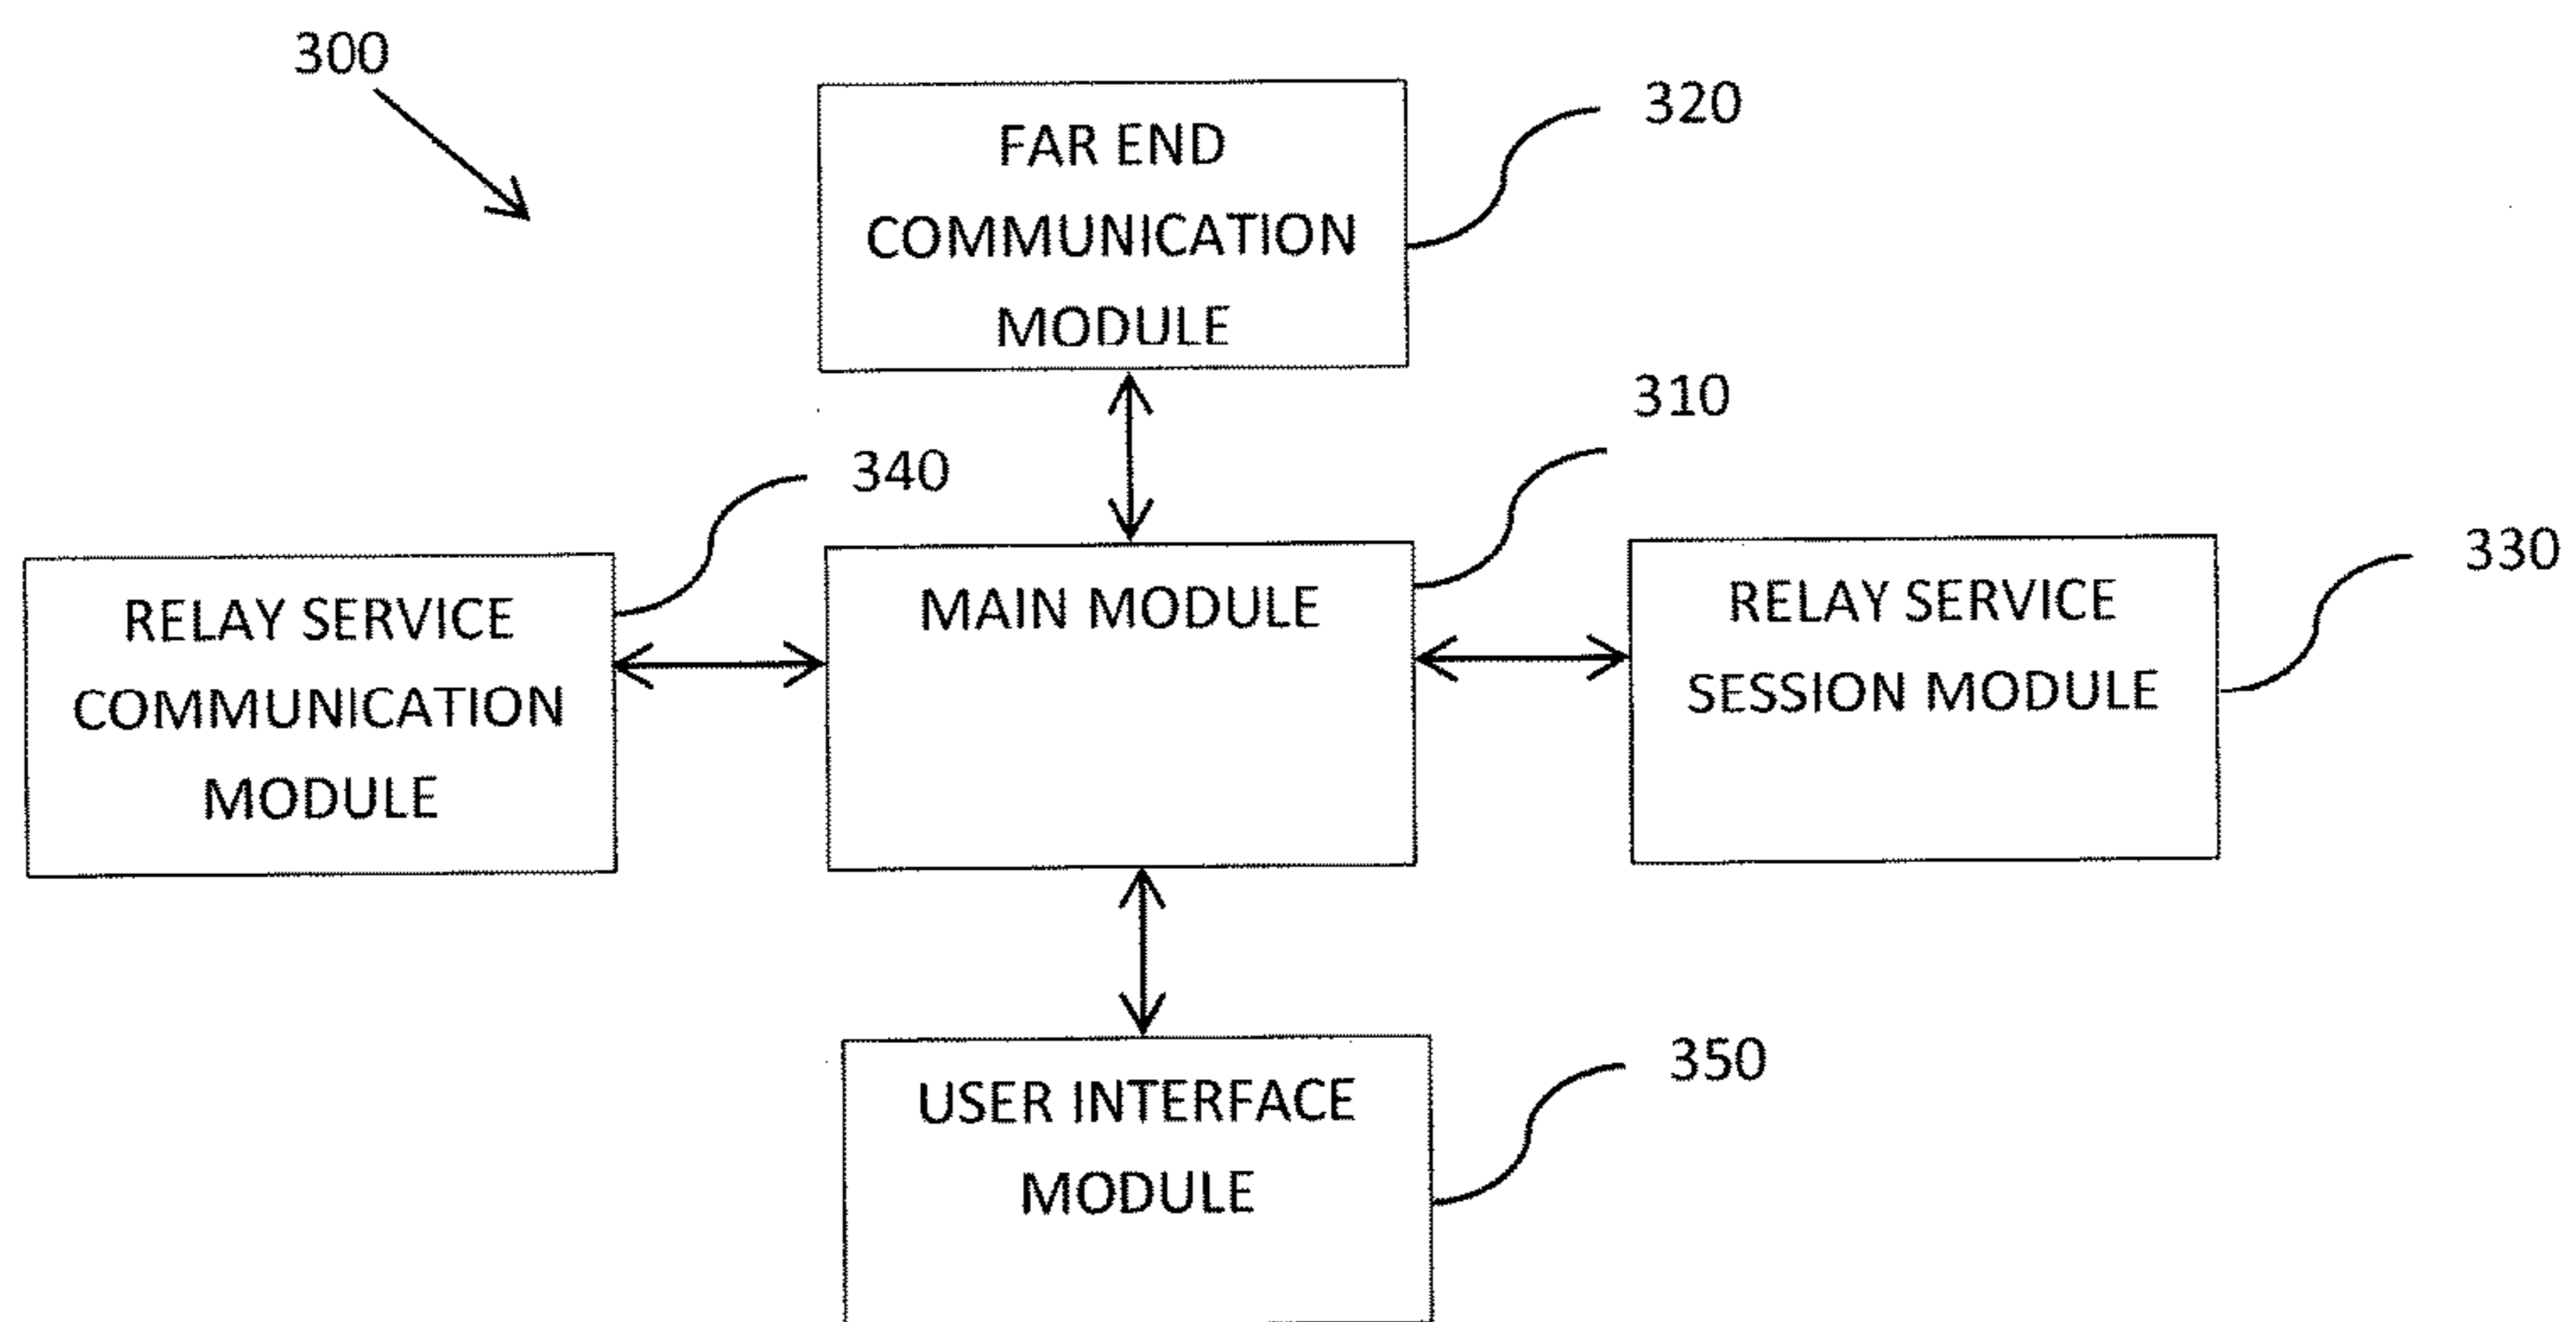 300
FAR END
COMMUNICATION
MODULE
320
310
340
RELAY SERVICE
COMMUNICATION
MODULE
MAIN MODULE
RELAY SERVICE
SESSION MODULE
330
USER INTERFACE
MODULE
350